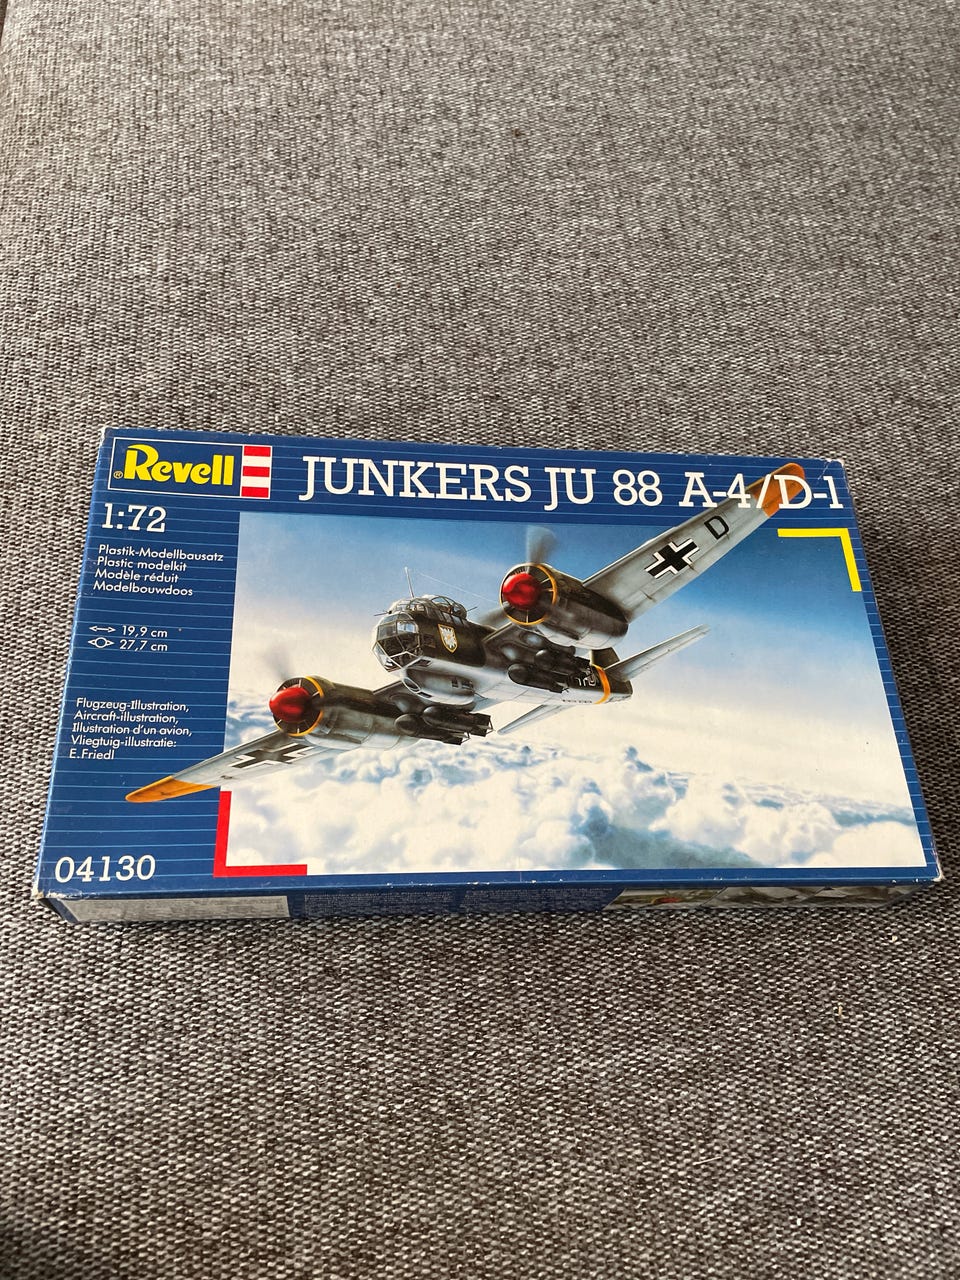 ® Revell
JUNKERS JU 88 A-4/D-1
1:72
Plastik-Modellbausatz
Plastic modelkit
Modèle réduit
Modelbouwdoos
19,9 cm
27,7 cm
Flugzeug-Illustration,
Aircraft-illustration,
Illustration d'un avion,
Vliegtuig-illustratie:
E.Friedl
04130
D